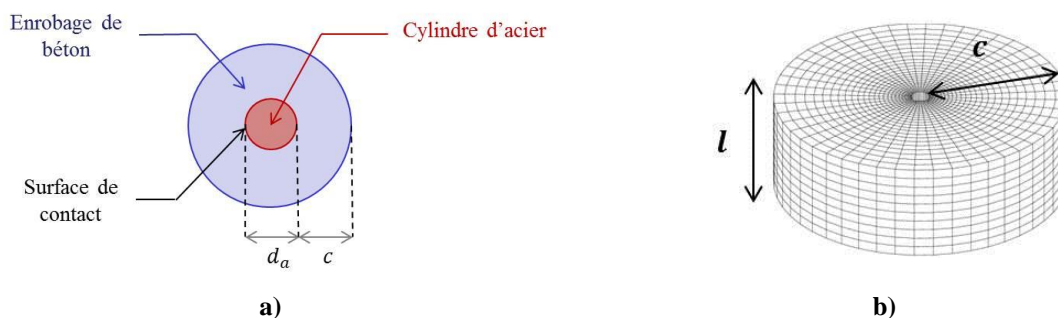 Enrobage de
béton
Cylindre d’acier
Surface de
contact
d_a
c
a)
c
l
b)